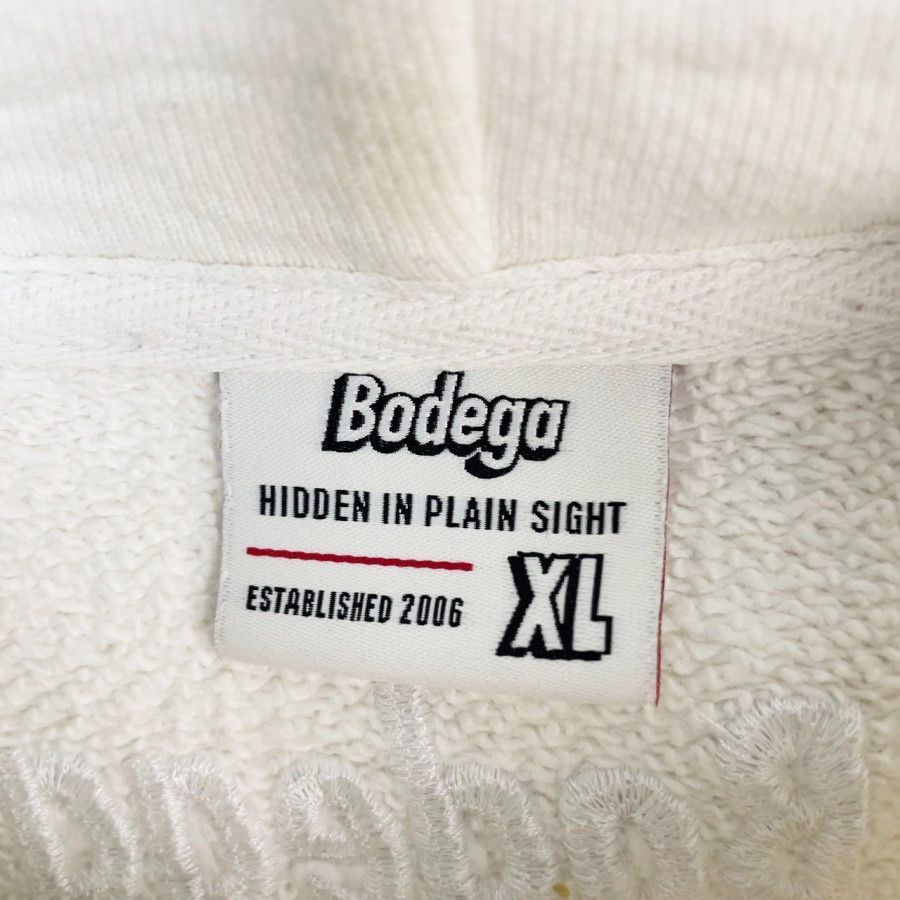 Bodega
HIDDEN IN PLAIN SIGHT
ESTABLISHED 2006
XL